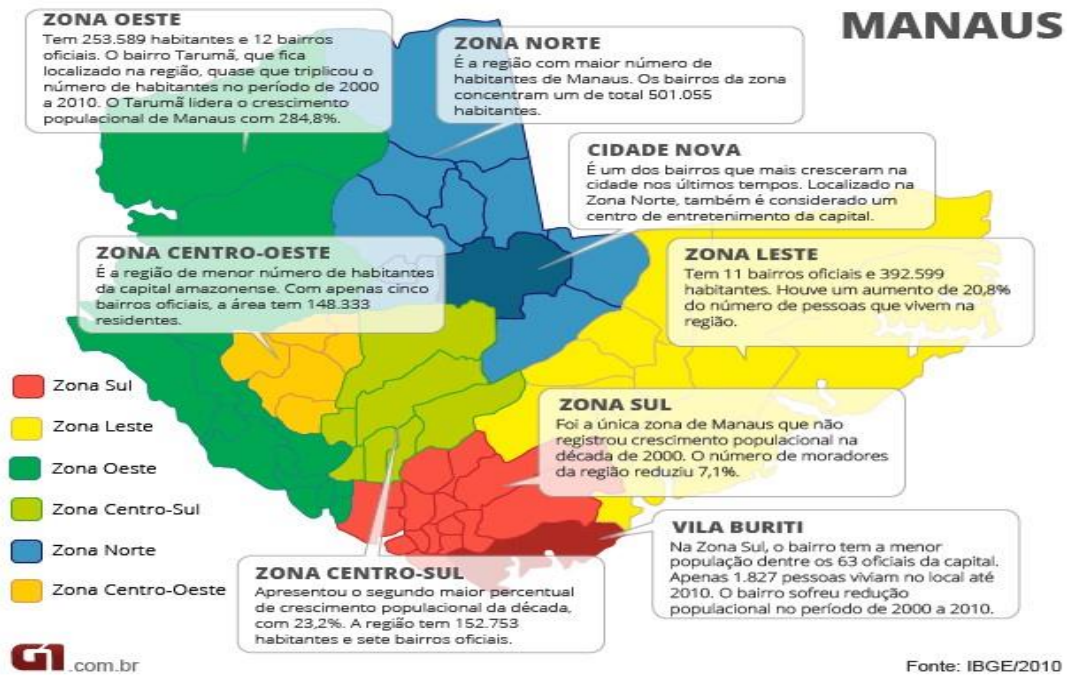 MANAUS
ZONA OESTE
Tem 253.589 habitantes e 12 bairros
oficiais. O bairro Tarumã, que fica
localizado na região, quase que triplicou o
número de habitantes no período de 2000
a 2010. O Tarumã lidera o crescimento
populacional de Manaus com 284,8%.
ZONA NORTE
É a região com maior número de
habitantes de Manaus. Os bairros da zona
concentram um de total 501.055
habitantes.
CIDADE NOVA
É um dos bairros que mais cresceram na
cidade nos últimos tempos. Localizado na
Zona Norte, também é considerado um
centro de entretenimento da capital.
ZONA CENTRO-OESTE
É a região de menor número de habitantes
da capital amazonense. Com apenas cinco
bairros oficiais, a área tem 148.333
residentes.
ZONA LESTE
Tem 11 bairros oficiais e 392.599
habitantes. Houve um aumento de 20,8%
do número de pessoas que vivem na
região.
Zona Sul
Zona Leste
Zona Oeste
Zona Centro-Sul
Zona Norte
Zona Centro-Oeste
ZONA SUL
Foi a única zona de Manaus que não
registrou crescimento populacional na
década de 2000. O número de moradores
da região reduziu 7,1%.
VILA BURITI
Na Zona Sul, o bairro tem a menor
população dentre os 63 oficiais da capital.
Apenas 1.827 pessoas viviam no local até
2010. O bairro sofreu redução
populacional no período de 2000 a 2010.
ZONA CENTRO-SUL
Apresentou o segundo maior percentual
de crescimento populacional da década,
com 23,2%. A região tem 152.753
habitantes e sete bairros oficiais.
G1.com.br
Fonte: IBGE/2010